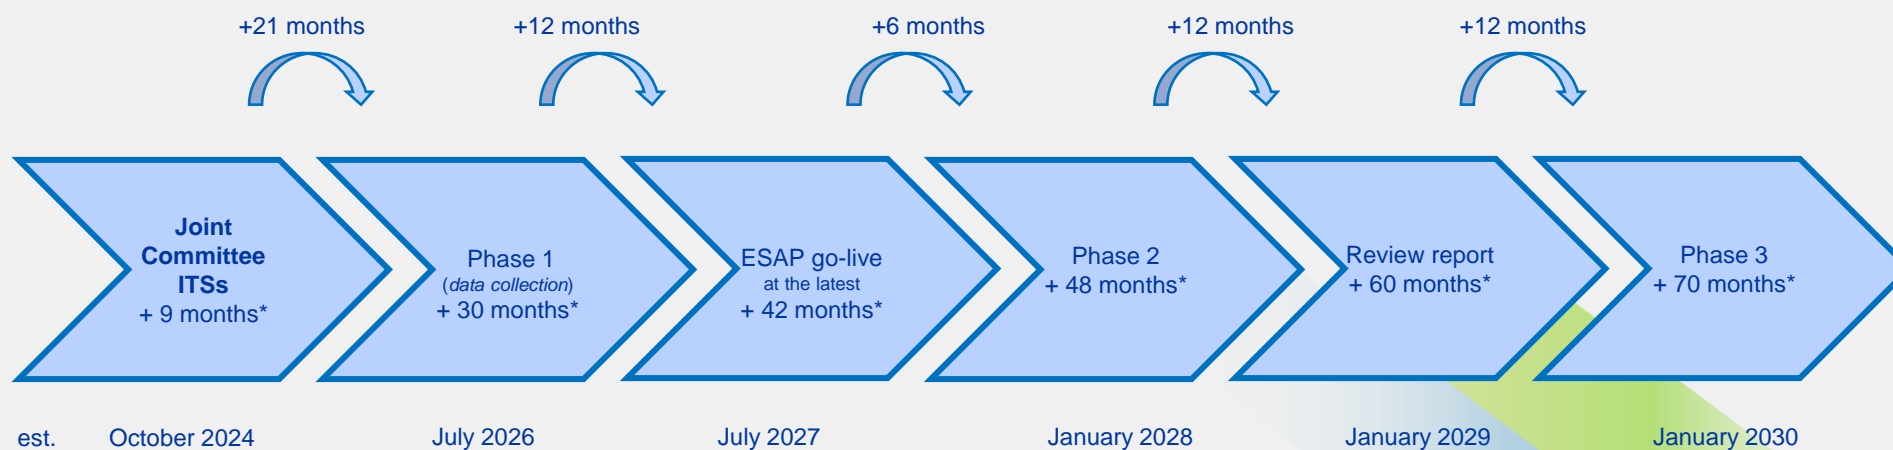 +21 months
+12 months
+6 months
+12 months
+12 months
Joint
Committee
ITSs
+ 9 months*
Phase 1
(data collection)
+ 30 months*
ESAP go-live
at the latest
+ 42 months*
Phase 2
+ 48 months*
Review report
+ 60 months*
Phase 3
+ 70 months*
est. October 2024
July 2026
July 2027
January 2028
January 2029
January 2030